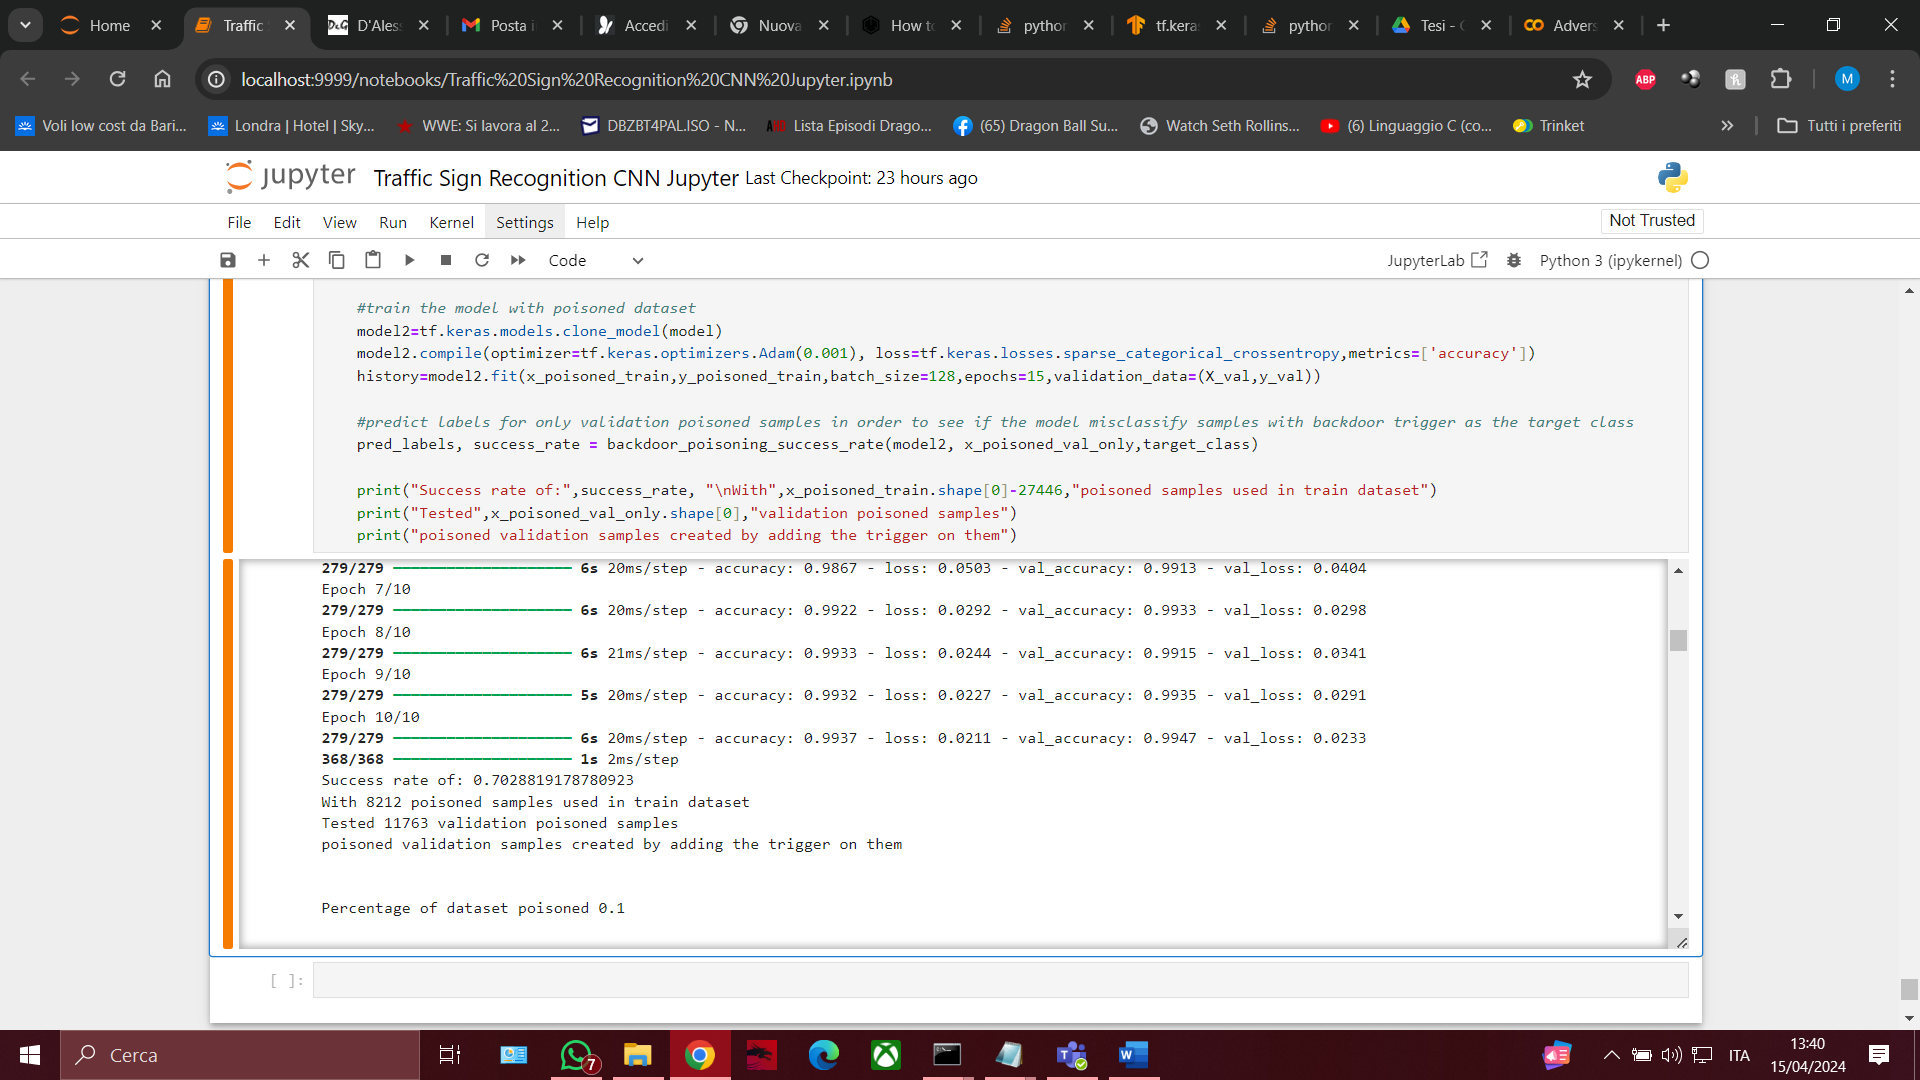 Home
Traffic
D'Ales
Posta i
Accedi
Nuova
How to
python
tf.kera
python
Tesi - 
Advers
localhost:9999/notebooks/Traffic%20Sign%20Recognition%20CNN%20Jupyter.ipynb
ABP
M
Voli low cost da Bari...
Londra | Hotel | Sky...
WWE: Si lavora al 2...
DBZBT4PAL.ISO - N...
Lista Episodi Drago...
(65) Dragon Ball Su...
Watch Seth Rollins...
(6) Linguaggio C (co...
Trinket
Tutti i preferiti
jupyter Traffic Sign Recognition CNN Jupyter Last Checkpoint: 23 hours ago
File Edit View Run Kernel Settings Help
Not Trusted
Code
JupyterLab
Python 3 (ipykernel)
#train the model with poisoned dataset
model2=tf.keras.models.clone_model(model)
model2.compile(optimizer=tf.keras.optimizers.Adam(0.001), loss=tf.keras.losses.sparse_categorical_crossentropy,metrics=['accuracy'])
history=model2.fit(x_poisoned_train,y_poisoned_train,batch_size=128,epochs=15,validation_data=(X_val,y_val))
#predict labels for only validation poisoned samples in order to see if the model misclassify samples with backdoor trigger as the target class
pred_labels, success_rate = backdoor_poisoning_success_rate(model2, x_poisoned_val_only,target_class)
print("Success rate of:",success_rate, "\nWith",x_poisoned_train.shape[0]-27446,"poisoned samples used in train dataset")
print("Tested",x_poisoned_val_only.shape[0],"validation poisoned samples")
print("poisoned validation samples created by adding the trigger on them")
279/279 6s 20ms/step - accuracy: 0.9867 - loss: 0.0503 - val_accuracy: 0.9913 - val_loss: 0.0404
Epoch 7/10
279/279 6s 20ms/step - accuracy: 0.9922 - loss: 0.0292 - val_accuracy: 0.9933 - val_loss: 0.0298
Epoch 8/10
279/279 6s 21ms/step - accuracy: 0.9933 - loss: 0.0244 - val_accuracy: 0.9915 - val_loss: 0.0341
Epoch 9/10
279/279 5s 20ms/step - accuracy: 0.9932 - loss: 0.0227 - val_accuracy: 0.9935 - val_loss: 0.0291
Epoch 10/10
279/279 6s 20ms/step - accuracy: 0.9937 - loss: 0.0211 - val_accuracy: 0.9947 - val_loss: 0.0233
368/368 1s 2ms/step
Success rate of: 0.7028819178780923
With 8212 poisoned samples used in train dataset
Tested 11763 validation poisoned samples
poisoned validation samples created by adding the trigger on them
Percentage of dataset poisoned 0.1
[ ]:
Cerca
7
ITA
13:40
15/04/2024